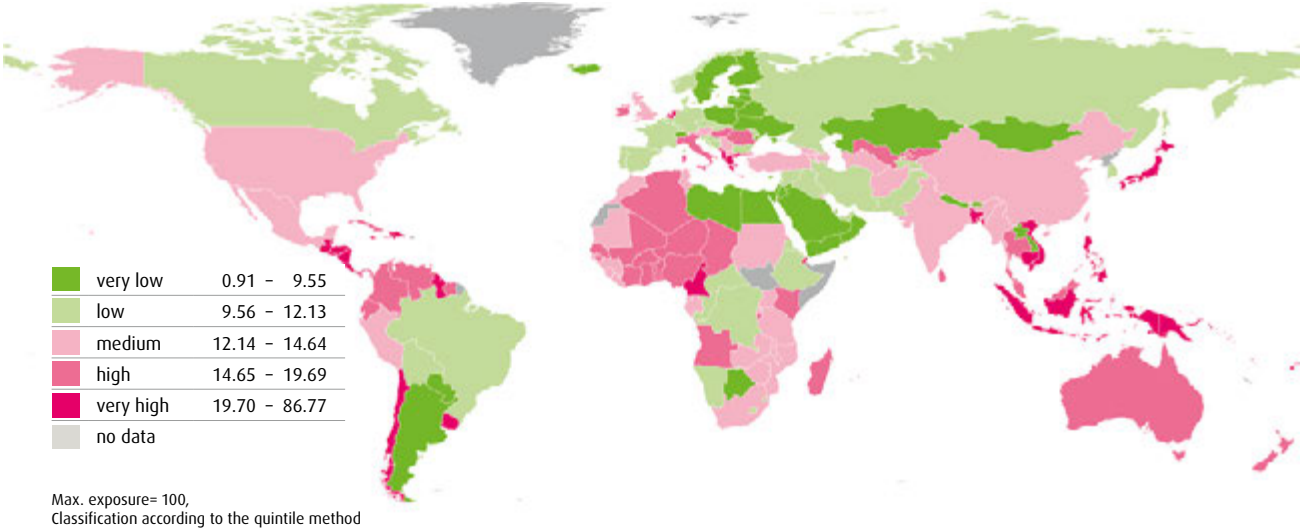 very low 0.91 – 9.55
low 9.56 – 12.13
medium 12.14 – 14.64
high 14.65 – 19.69
very high 19.70 – 86.77
no data
Max. exposure= 100,
Classification according to the quintile method